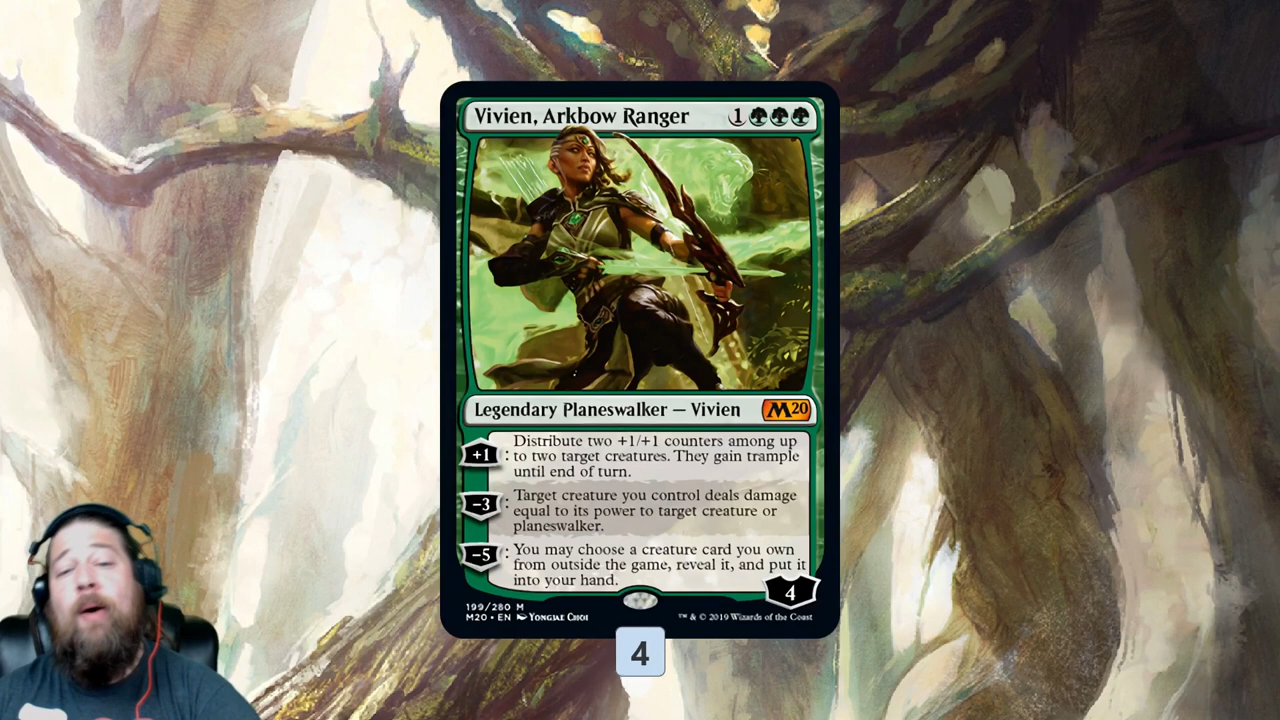 Vivien, Arkbow Ranger 1
Legendary Planeswalker — Vivien M20
+1: Distribute two +1/+1 counters among up
to two target creatures. They gain trample
until end of turn.
−3: Target creature you control deals damage
equal to its power to target creature or
planeswalker.
−5: You may choose a creature card you own
from outside the game, reveal it, and put it
into your hand.
4
199/280 M
M20 • EN Yongjae Choi
™ & © 2019 Wizards of the Coast
4